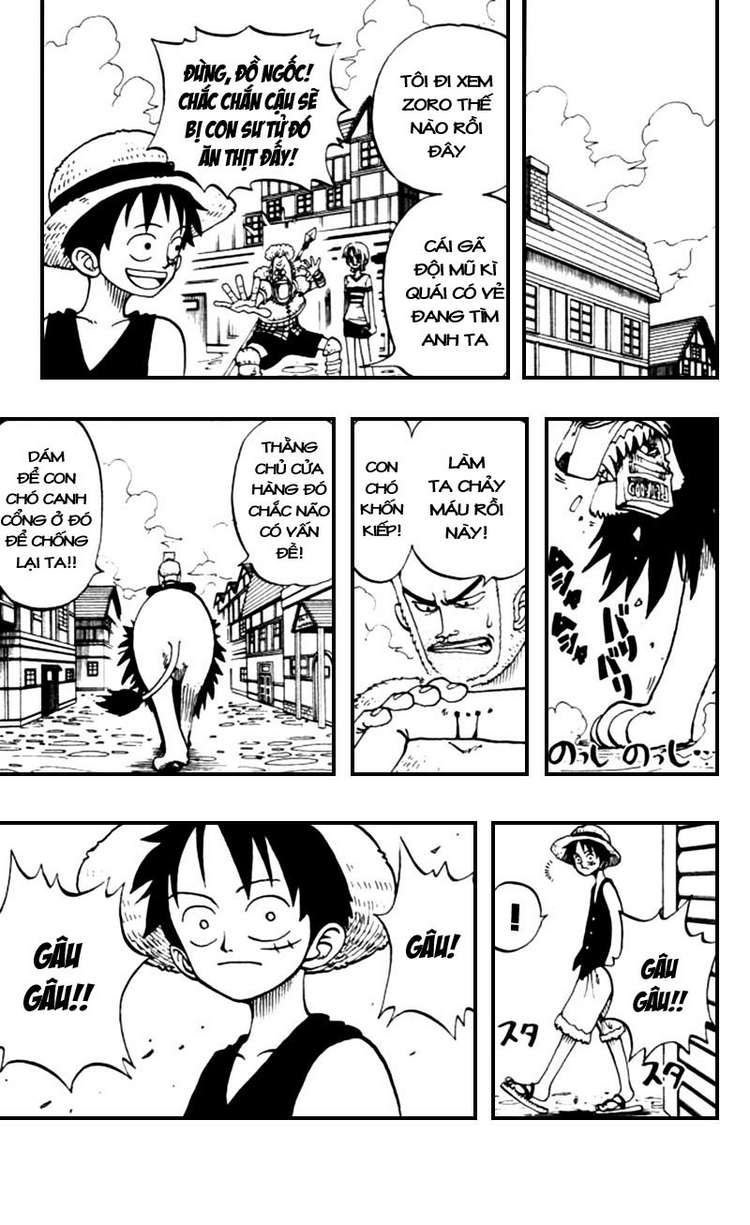 TÔI ĐI XEM
ZORO THẾ
NÀO RỒI
ĐÂY
CÁI GÃ
ĐỘI MŨ KÌ
QUÁI CÓ VẺ
ĐANG TÌM
ANH TA
ĐỪNG, ĐỒ NGỐC!
CHẮC CHẮN CẬU SẼ
BỊ CON SƯ TỬ ĐÓ
ĂN THỊT ĐẤY!
バリバリ
のっし のっし…
LÀM
TA CHẢY
MÁU RỒI
NÀY!
CON
CHÓ
KHỐN
KIẾP!
THẰNG
CHỦ CỬA
HÀNG ĐÓ
CHẮC NÃO
CÓ VẤN
ĐỀ!
DÁM
ĐỂ CON
CHÓ CANH
CỔNG Ở ĐÓ
ĐỂ CHỐNG
LẠI TA!!
GÂU
GÂU!!
!
スタ
スタ
GÂU!
GÂU
GÂU!!